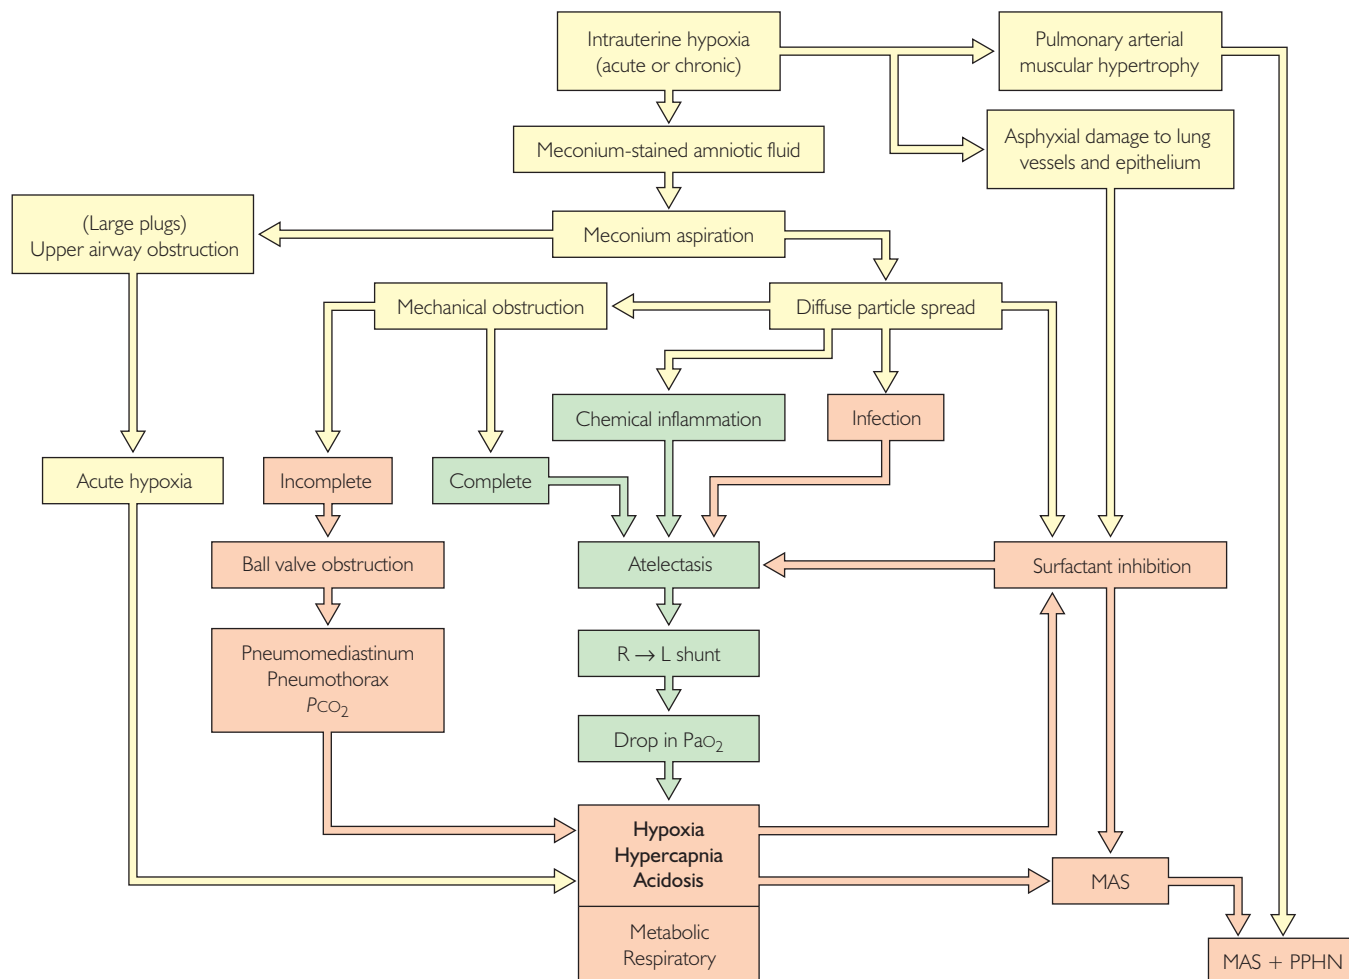 Intrauterine hypoxia
(acute or chronic)
Pulmonary arterial
muscular hypertrophy
Meconium-stained amniotic fluid
Asphyxial damage to lung
vessels and epithelium
(Large plugs)
Upper airway obstruction
Meconium aspiration
Mechanical obstruction
Diffuse particle spread
Chemical inflammation
Infection
Acute hypoxia
Incomplete
Complete
Ball valve obstruction
Atelectasis
Surfactant inhibition
Pneumomediastinum
Pneumothorax
PCO2
R → L shunt
Drop in PaO2
Hypoxia
Hypercapnia
Acidosis
MAS
Metabolic
Respiratory
MAS + PPHN